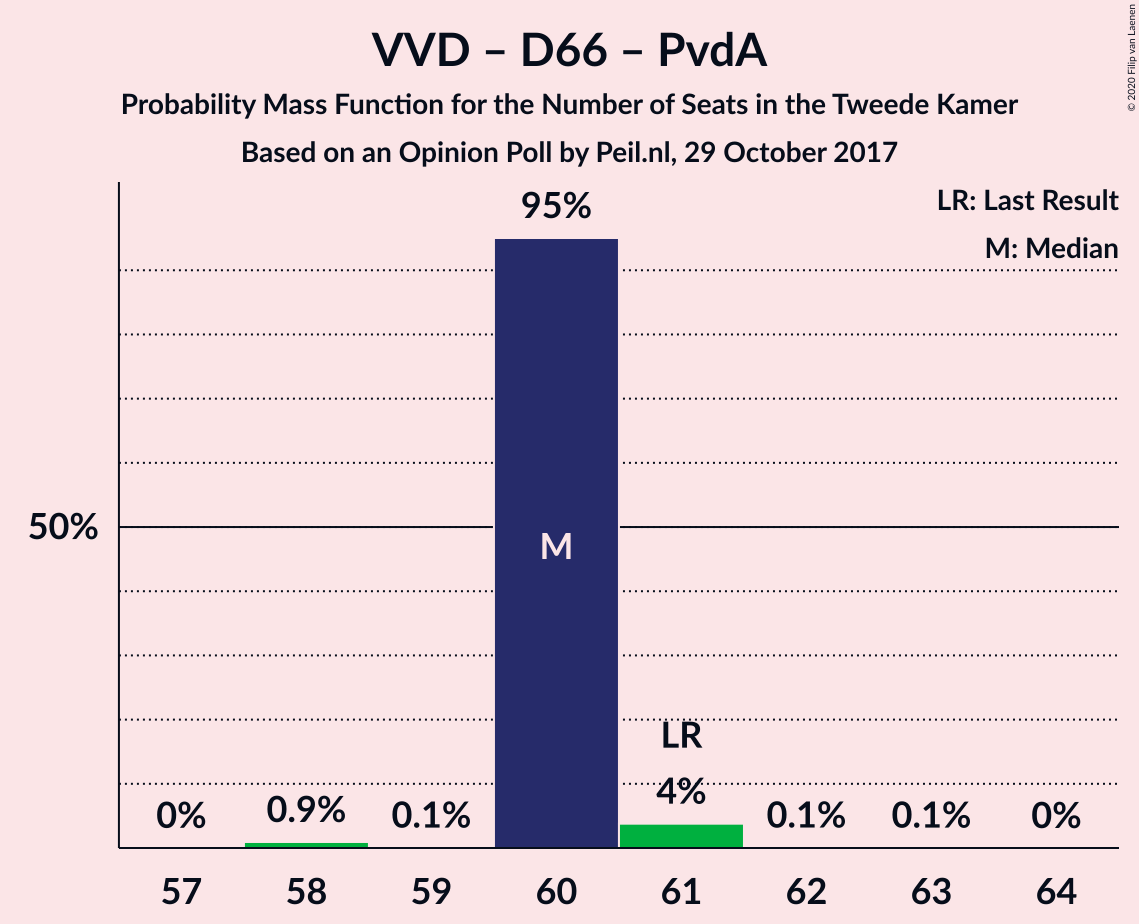 VVD – D66 – PvdA
Probability Mass Function for the Number of Seats in the Tweede Kamer
Based on an Opinion Poll by Peil.nl, 29 October 2017
© 2020 Filip van Laenen
LR: Last Result
M: Median
95%
50%
M
LR
0%
0.9%
0.1%
4%
0.1%
0.1%
0%
57 58 59 60 61 62 63 64